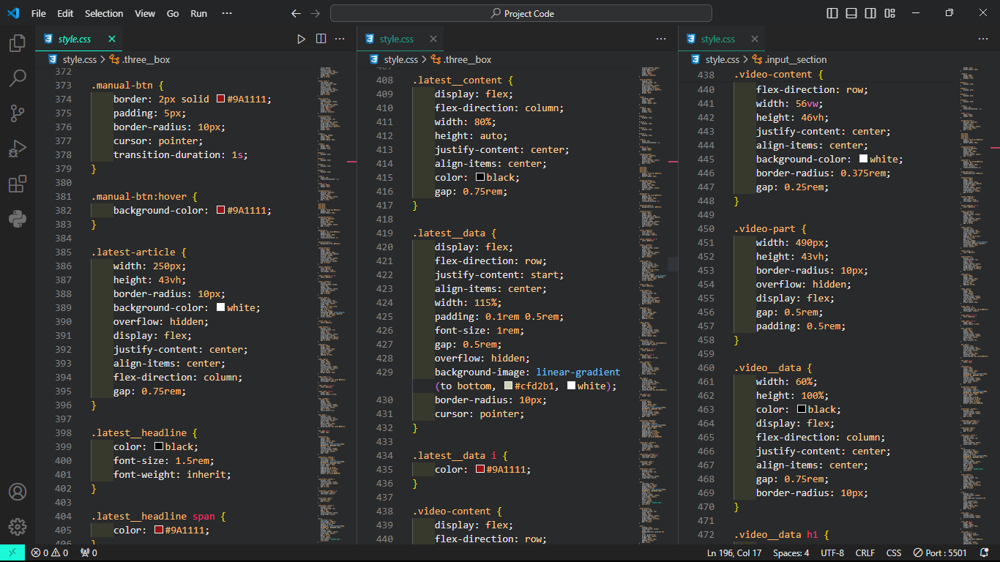 File Edit Selection View Go Run ···
Project Code
style.css
style.css > .three__box
372
373 .manual-btn {
374 border: 2px solid #9A1111;
375 padding: 5px;
376 border-radius: 10px;
377 cursor: pointer;
378 transition-duration: 1s;
379 }
380
381 .manual-btn:hover {
382 background-color: #9A1111;
383 }
384
385 .latest-article {
386 width: 250px;
387 height: 43vh;
388 border-radius: 10px;
389 background-color: white;
390 overflow: hidden;
391 display: flex;
392 justify-content: center;
393 align-items: center;
394 flex-direction: column;
395 gap: 0.75rem;
396 }
397
398 .latest__headline {
399 color: black;
400 font-size: 1.5rem;
401 font-weight: inherit;
402 }
403
404 .latest__headline span {
405 color: #9A1111;
406 }
style.css
style.css > .three__box
407
408 .latest__content {
409 display: flex;
410 flex-direction: column;
411 width: 80%;
412 height: auto;
413 justify-content: center;
414 align-items: center;
415 color: black;
416 gap: 0.75rem;
417 }
418
419 .latest__data {
420 display: flex;
421 flex-direction: row;
422 justify-content: start;
423 align-items: center;
424 width: 115%;
425 padding: 0.1rem 0.5rem;
426 font-size: 1rem;
427 gap: 0.5rem;
428 overflow: hidden;
429 background-image: linear-gradient
(to bottom, #cfd2b1, white);
430 border-radius: 10px;
431 cursor: pointer;
432 }
433
434 .latest__data i {
435 color: #9A1111;
436 }
437
438 .video-content {
439 display: flex;
440 flex-direction: row;
style.css
style.css > .input__section
438 .video-content {
440 flex-direction: row;
441 width: 56vw;
442 height: 46vh;
443 justify-content: center;
444 align-items: center;
445 background-color: white;
446 border-radius: 0.375rem;
447 gap: 0.25rem;
448 }
449
450 .video-part {
451 width: 490px;
452 height: 43vh;
453 border-radius: 10px;
454 overflow: hidden;
455 display: flex;
456 gap: 0.5rem;
457 padding: 0.5rem;
458 }
459
460 .video__data {
461 width: 60%;
462 height: 100%;
463 color: black;
464 display: flex;
465 flex-direction: column;
466 justify-content: center;
467 align-items: center;
468 gap: 0.75rem;
469 border-radius: 10px;
470 }
471
472 .video__data h1 {
0 0 0 Ln 196, Col 17 Spaces: 4 UTF-8 CRLF CSS Port : 5501